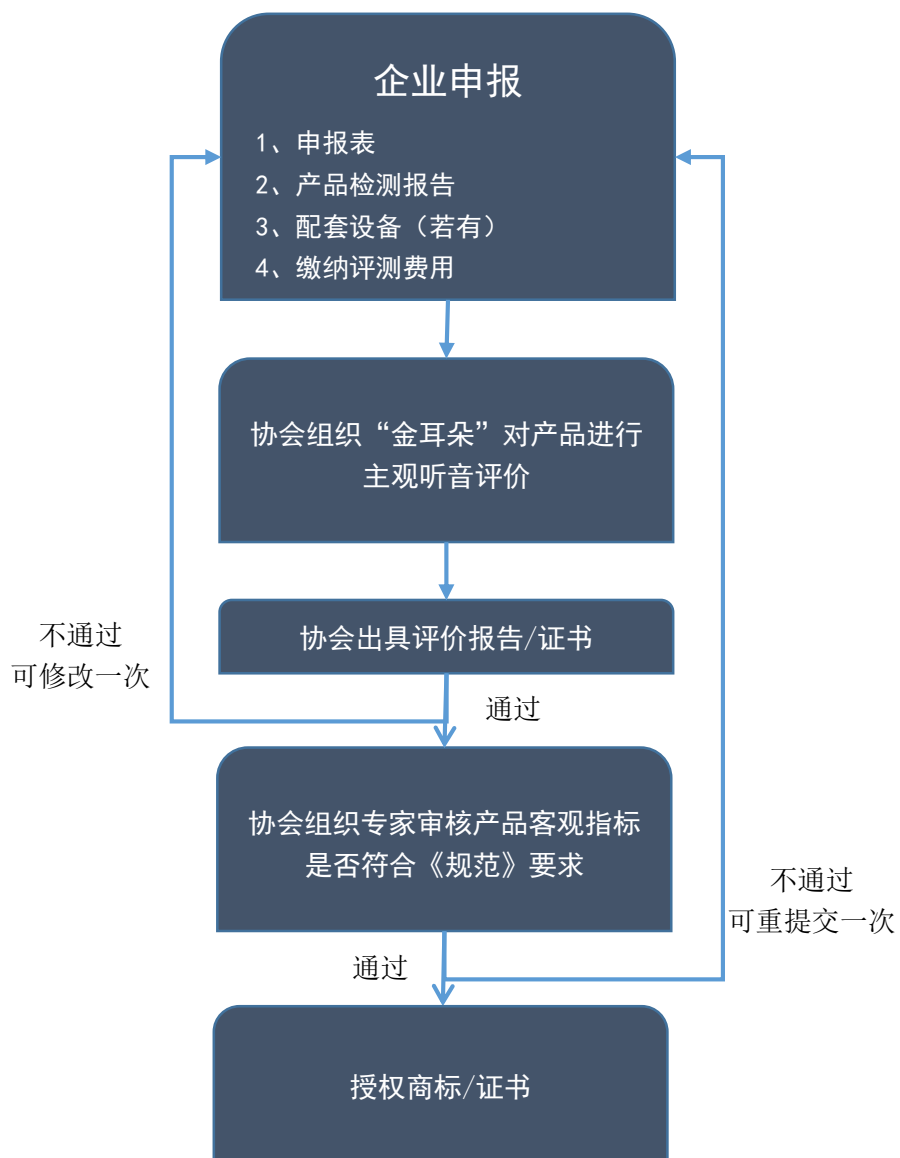 企业申报
1、申报表
2、产品检测报告
3、配套设备（若有）
4、缴纳评测费用
协会组织“金耳朵”对产品进行
主观听音评价
协会出具评价报告/证书
不通过
可修改一次
通过
协会组织专家审核产品客观指标
是否符合《规范》要求
不通过
可重提交一次
通过
授权商标/证书